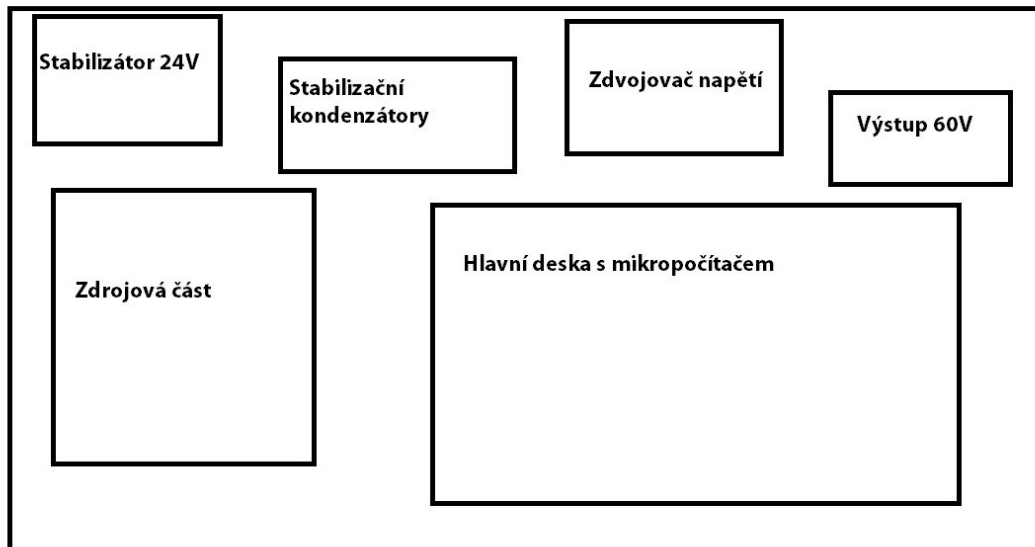 Stabilizátor 24V
Stabilizační
kondenzátory
Zdvojovač napětí
Výstup 60V
Zdrojová část
Hlavní deska s mikropočítačem